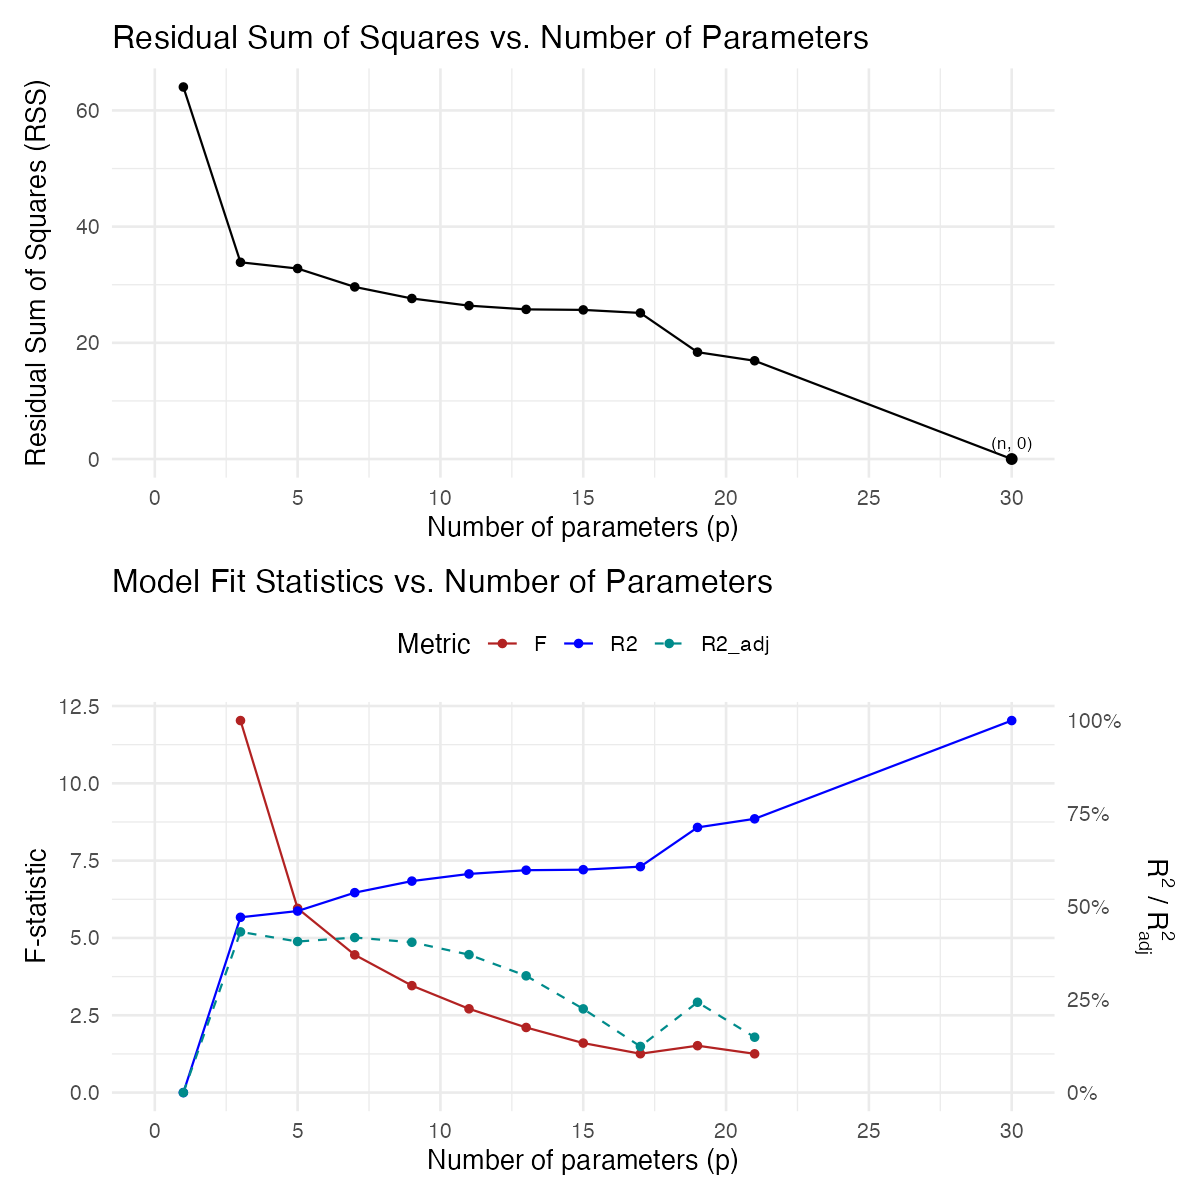 Residual Sum of Squares vs. Number of Parameters
Residual Sum of Squares (RSS)
60
40
20
0
(n, 0)
0 5 10 15 20 25 30
Number of parameters (p)
Model Fit Statistics vs. Number of Parameters
Metric F R2 R2_adj
F-statistic
12.5
10.0
7.5
5.0
2.5
0.0
100%
75%
50%
25%
0%
R² / R²adj
0 5 10 15 20 25 30
Number of parameters (p)